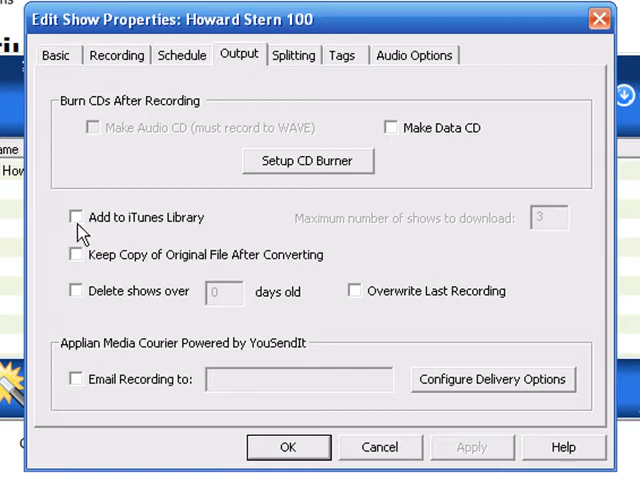 Edit Show Properties: Howard Stern 100
Basic Recording Schedule Output Splitting Tags Audio Options
Burn CDs After Recording
Make Audio CD (must record to WAVE) Make Data CD
Setup CD Burner
Add to iTunes Library Maximum number of shows to download: 3
Keep Copy of Original File After Converting
Delete shows over 0 days old Overwrite Last Recording
Applian Media Courier Powered by YouSendIt
Email Recording to: Configure Delivery Options
OK Cancel Apply Help